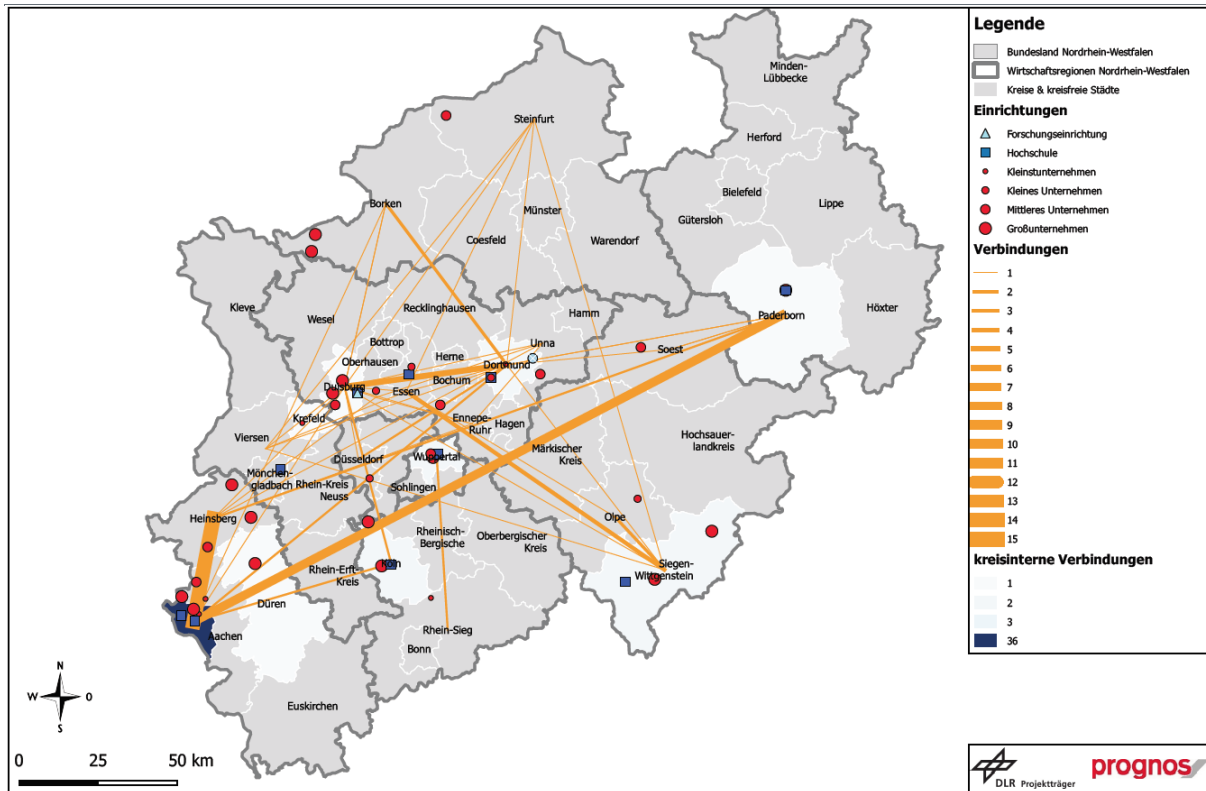 Legende
Bundesland Nordrhein-Westfalen
Wirtschaftsregionen Nordrhein-Westfalen
Kreise & kreisfreie Städte
Einrichtungen
Forschungseinrichtung
Hochschule
Kleinstunternehmen
Kleines Unternehmen
Mittleres Unternehmen
Großunternehmen
Verbindungen
1
2
3
4
5
6
7
8
9
10
11
12
13
14
15
kreisinterne Verbindungen
1
2
3
36
Minden-
Lübbecke
Steinfurt
Herford
Bielefeld
Lippe
Borken
Münster
Gütersloh
Coesfeld
Warendorf
Kleve
Höxter
Recklinghausen
Hamm
Wesel
Paderborn
Bottrop
Unna
Soest
Oberhausen
Herne
Dortmund
Duisburg
Bochum
Essen
Krefeld
Ennepe-
Ruhr
Hagen
Viersen
Hochsauer-
landkreis
Märkischer
Kreis
Düsseldorf
Wuppertal
Mönchen-
gladbach
Rhein-Kreis
Neuss
Sohlingen
Heinsberg
Olpe
Rheinisch-
Bergische
Oberbergischer
Kreis
Rhein-Erft-
Kreis
Köln
Siegen-
Wittgenstein
Düren
Aachen
Rhein-Sieg
Bonn
Euskirchen
N
W
O
S
0
25
50 km
DLR Projektträger
prognos